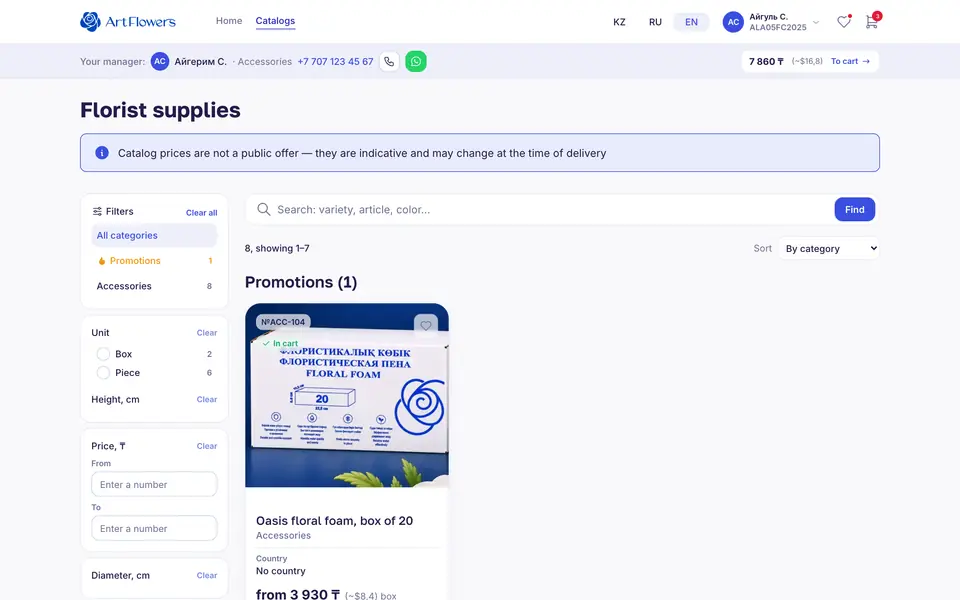 ArtFlowers
Home
Catalogs
KZ
RU
EN
AC
Айгуль С.
ALA05FC2025
3
Your manager:
AC
Айгерим С.
· Accessories
+7 707 123 45 67
7 860 ₸
(~$16,8)
To cart →
Florist supplies
Catalog prices are not a public offer — they are indicative and may change at the time of delivery
Filters
Clear all
All categories
Promotions
1
Accessories
8
Unit
Clear
Box
2
Piece
6
Height, cm
Clear
Price, ₸
Clear
From
Enter a number
To
Enter a number
Diameter, cm
Clear
Search: variety, article, color...
Find
8, showing 1–7
Sort
By category
Promotions (1)
№ACC-104
In cart
ФЛОРИСТИКАЛЫҚ КӨБІК
ФЛОРИСТИЧЕСКАЯ ПЕНА
FLORAL FOAM
20
Oasis floral foam, box of 20
Accessories
Country
No country
from 3 930 ₸ (~$8,4) box